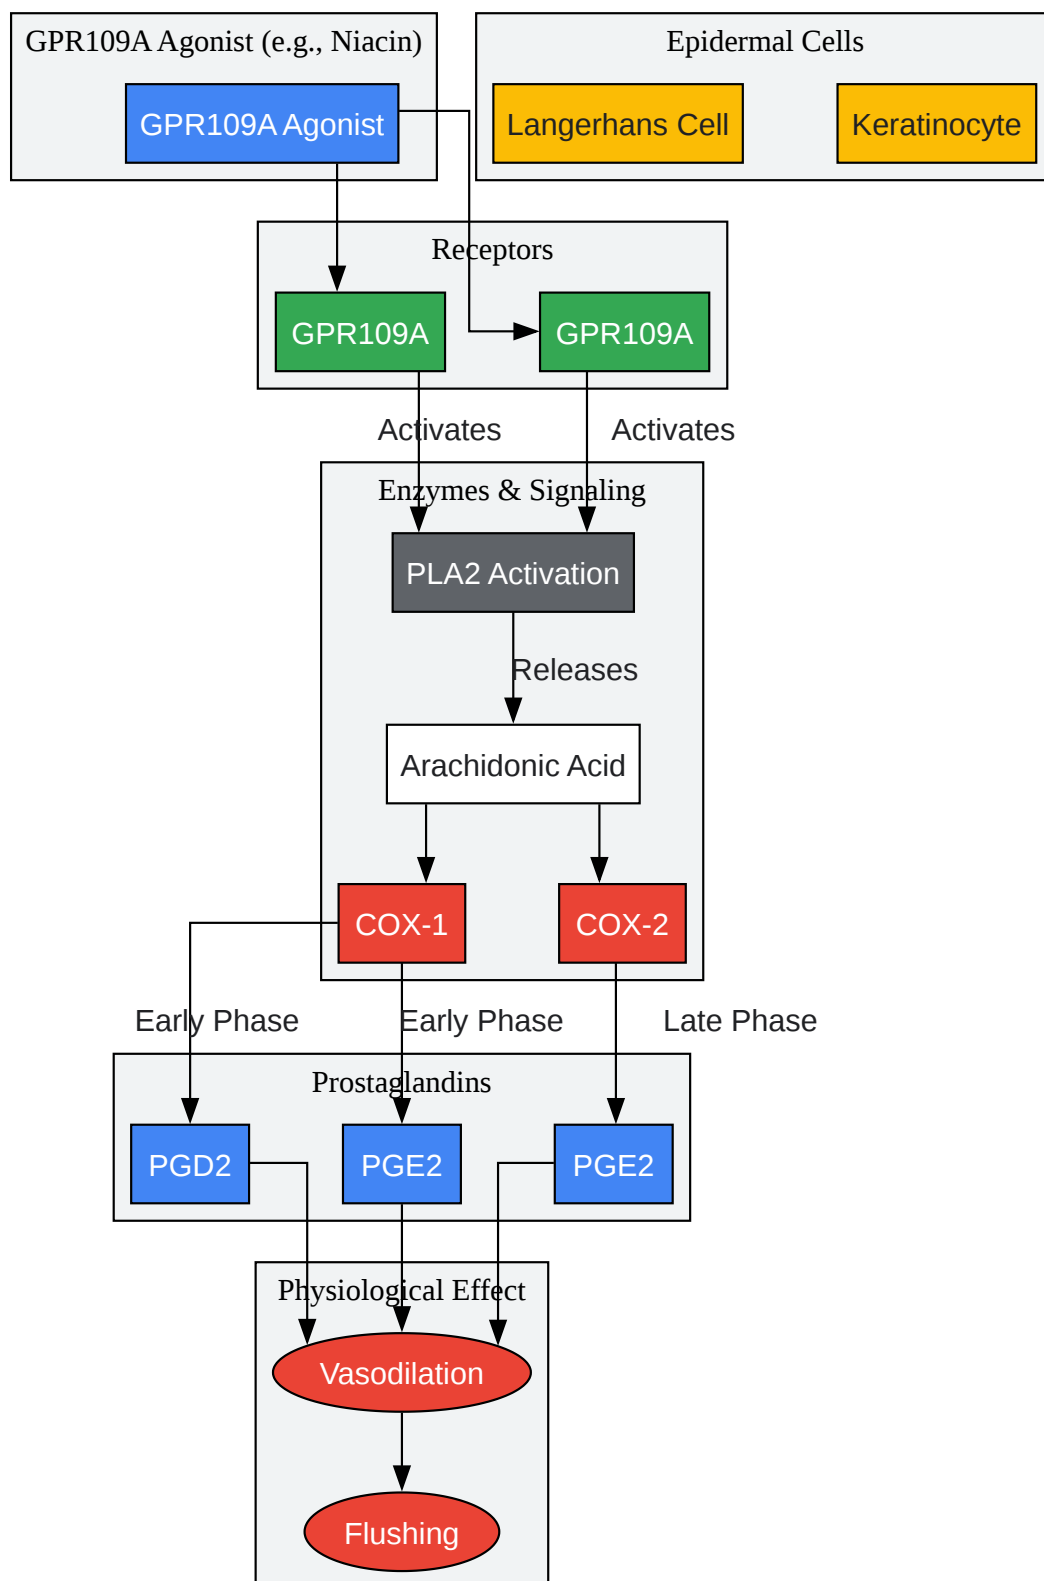 GPR109A Agonist (e.g., Niacin)
Epidermal Cells
GPR109A Agonist
Langerhans Cell
Keratinocyte
Receptors
GPR109A
GPR109A
Activates
Activates
Enzymes & Signaling
PLA2 Activation
Releases
Arachidonic Acid
COX-1
COX-2
Early Phase
Early Phase
Late Phase
Prostaglandins
PGD2
PGE2
PGE2
Physiological Effect
Vasodilation
Flushing